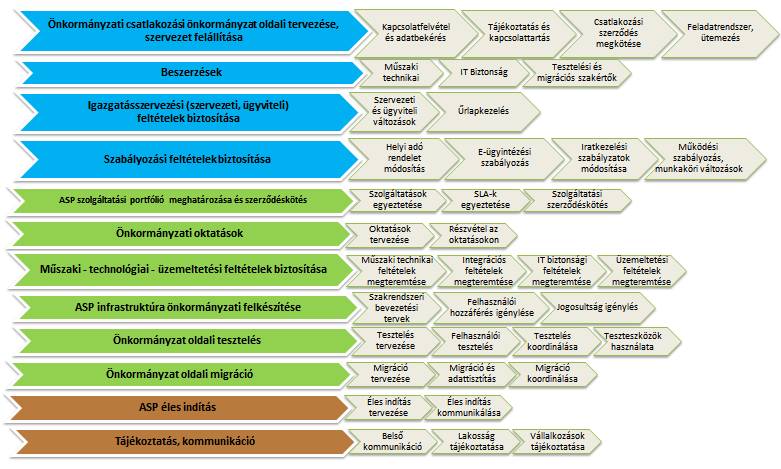 Önkormányzati csatlakozási önkormányzat oldali tervezése,
szervezet felállítása
Kapcsolatfelvétel
és adatbekérés
Tájékoztatás és
kapcsolattartás
Csatlakozási
szerződés
megkötése
Feladatrendszer,
ütemezés
Beszerzések
Műszaki
technikai
IT Biztonság
Tesztelési és
migrációs szakértők
Igazgatásszervezési (szervezeti, ügyviteli)
feltételek biztosítása
Szervezeti
és ügyviteli
változások
Űrlapkezelés
Szabályozási feltételek biztosítása
Helyi adó
rendelet
módosítás
E-ügyintézési
szabályozás
Iratkezelési
szabályzatok
módosítása
Működési
szabályozás,
munkaköri változások
ASP szolgáltatási portfólió meghatározása és szerződéskötés
Szolgáltatások
egyeztetése
SLA-k
egyeztetése
Szolgáltatási
szerződéskötés
Önkormányzati oktatások
Oktatások
tervezése
Részvétel az
oktatásokon
Műszaki - technológiai - üzemeltetési feltételek biztosítása
Műszaki technikai
feltételek
megteremtése
Integrációs
feltételek
megteremtése
IT biztonsági
feltételek
megteremtése
Üzemeltetési
feltételek
megteremtése
ASP infrastruktúra önkormányzati felkészítése
Szakrendszeri
bevezetési
tervek
Felhasználói
hozzáférés igénylése
Jogosultság igénylés
Önkormányzat oldali tesztelés
Tesztelés
tervezése
Felhasználói
tesztelés
Tesztelés
koordinálása
Teszteszközök
használata
Önkormányzat oldali migráció
Migráció
tervezése
Migráció és
adattisztítás
Migráció
koordinálása
ASP éles indítás
Éles indítás
tervezése
Éles indítás
kommunikálása
Tájékoztatás, kommunikáció
Belső
kommunikáció
Lakosság
tájékoztatása
Vállalkozások
tájékoztatása